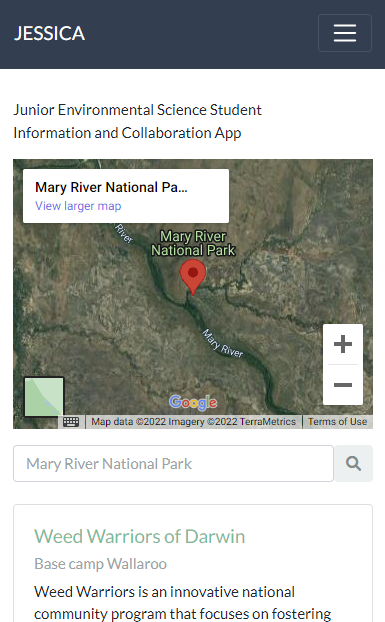 JESSICA
Junior Environmental Science Student
Information and Collaboration App
Mary River National Pa...
View larger map
River
Mary River
National Park
Mary River
Google
Map data ©2022 Imagery ©2022 TerraMetrics
Terms of Use
Mary River National Park
Weed Warriors of Darwin
Base camp Wallaroo
Weed Warriors is an innovative national
community program that focuses on fostering